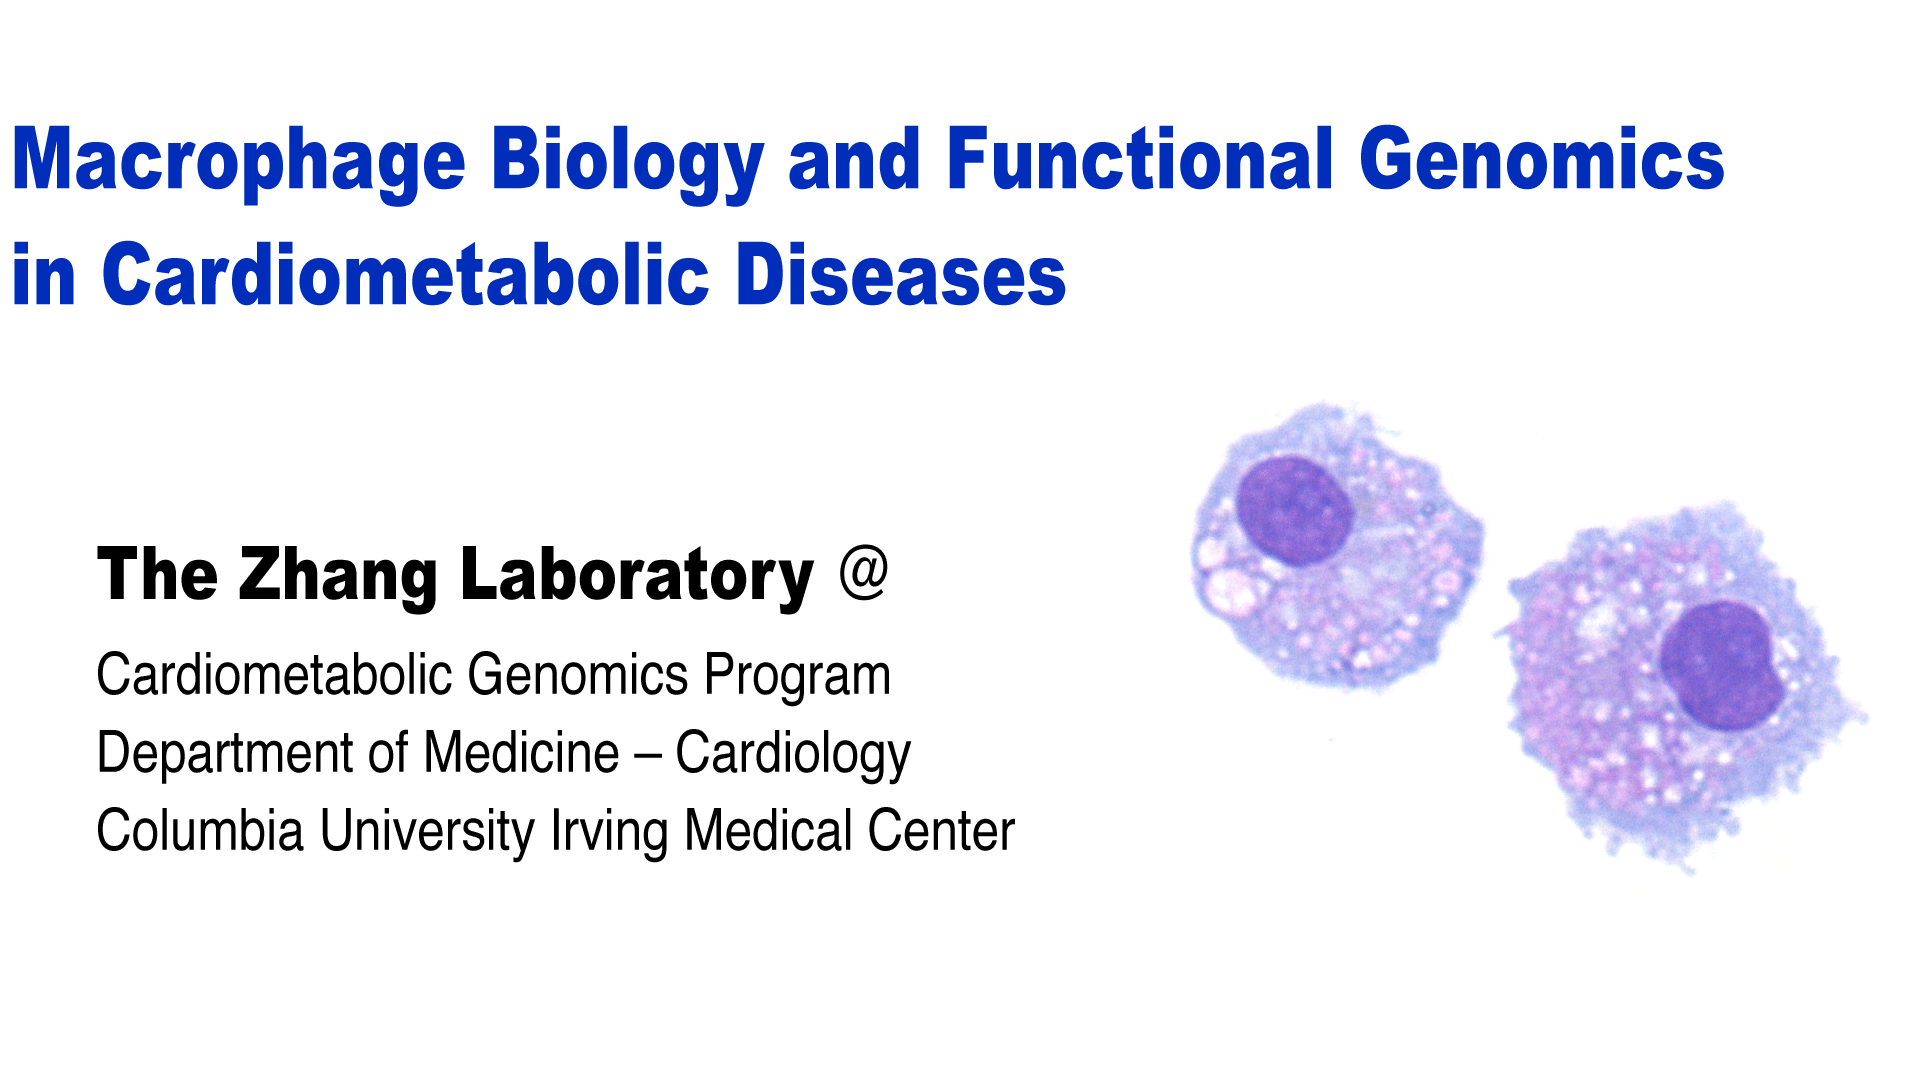 Macrophage Biology and Functional Genomics
in Cardiometabolic Diseases
The Zhang Laboratory @
Cardiometabolic Genomics Program
Department of Medicine – Cardiology
Columbia University Irving Medical Center